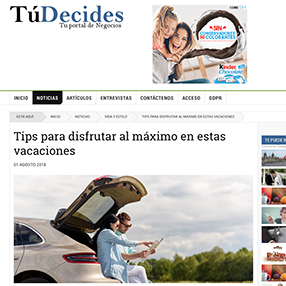 TúDecides
Tu portal de Negocios
SIN
CONSERVADORES
NI COLORANTES
Kinder
Chocolate
INICIO NOTICIAS ARTÍCULOS ENTREVISTAS CONTÁCTENOS ACCESO GDPR
ESTÁ AQUÍ: INICIO NOTICIAS VIDA Y ESTILO TIPS PARA DISFRUTAR AL MÁXIMO EN ESTAS VACACIONES
Tips para disfrutar al máximo en estas
vacaciones
01 AGOSTO 2018
TE PUEDE